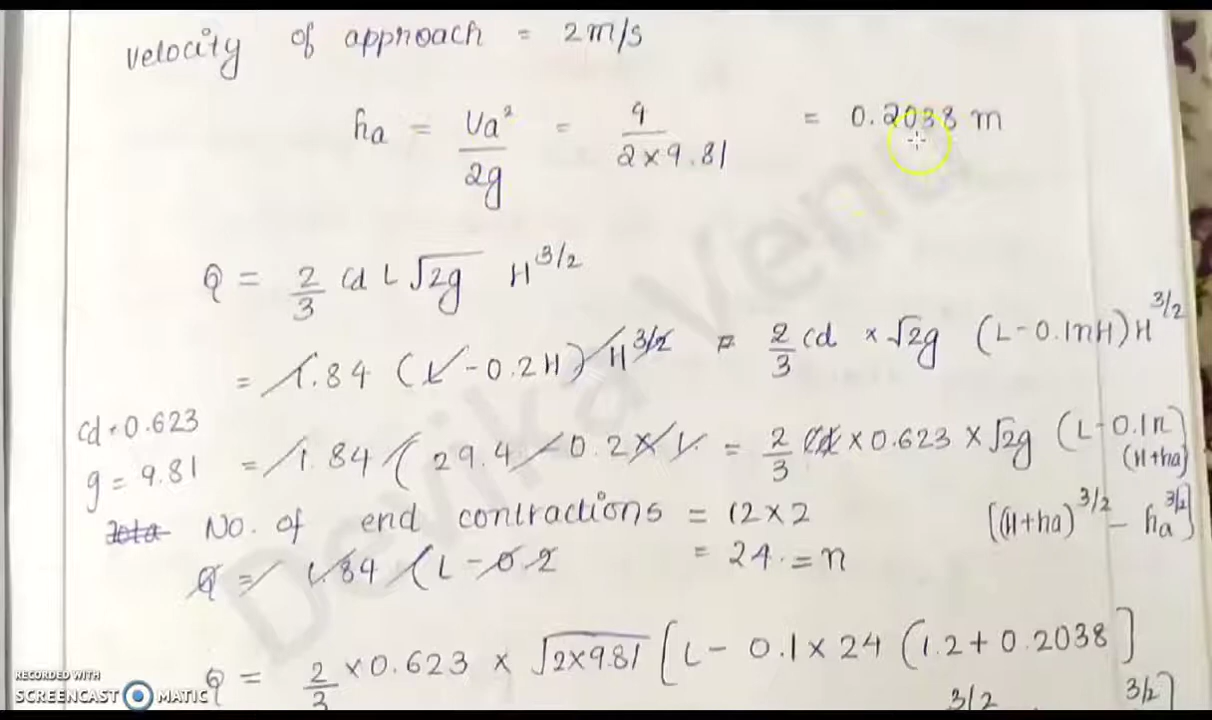 velocity of approach = 2m/s
ha = Va² / 2g = 4 / 2×9.81 = 0.2038 m
Q = 2/3 Cd L √2g H^3/2
= 1.84 (L - 0.2H) H^3/2 = 2/3 cd × √2g (L-0.1nH) H^3/2
cd = 0.623
g = 9.81
= 1.84 ( 29.4 - 0.2 × 1. = 2/3 cd × 0.623 × √2g (L-0.1n (H+ha)
No. of end contractions = 12×2 [(H+ha)^3/2 - ha^3/2]
Q = 1.84 (L - 0.2 = 24. = n
Q = 2/3 ×0.623 × √2×9.81 [L - 0.1×24 (1.2+0.2038]
3/2 3/2]
Devika Venu
RECORDED WITH
SCREENCAST MATIC